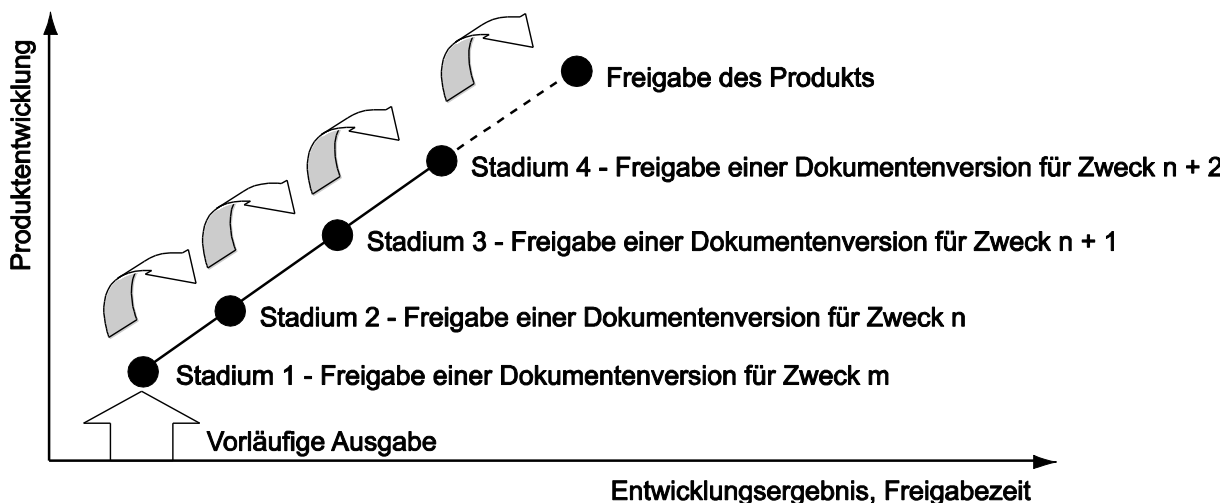 Produktentwicklung
Freigabe des Produkts
Stadium 4 - Freigabe einer Dokumentenversion für Zweck n + 2
Stadium 3 - Freigabe einer Dokumentenversion für Zweck n + 1
Stadium 2 - Freigabe einer Dokumentenversion für Zweck n
Stadium 1 - Freigabe einer Dokumentenversion für Zweck m
Vorläufige Ausgabe
Entwicklungsergebnis, Freigabezeit